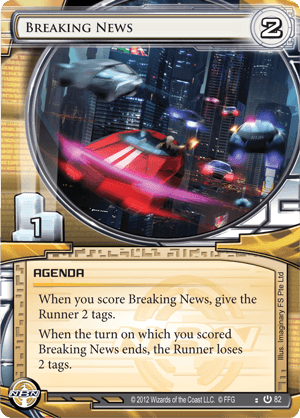 Breaking News
2
1
AGENDA
When you score Breaking News, give the
Runner 2 tags.
When the turn on which you scored
Breaking News ends, the Runner loses
2 tags.
Illus. Imaginary FS Pte Ltd
NBN
© 2012 Wizards of the Coast LLC. © FFG
82